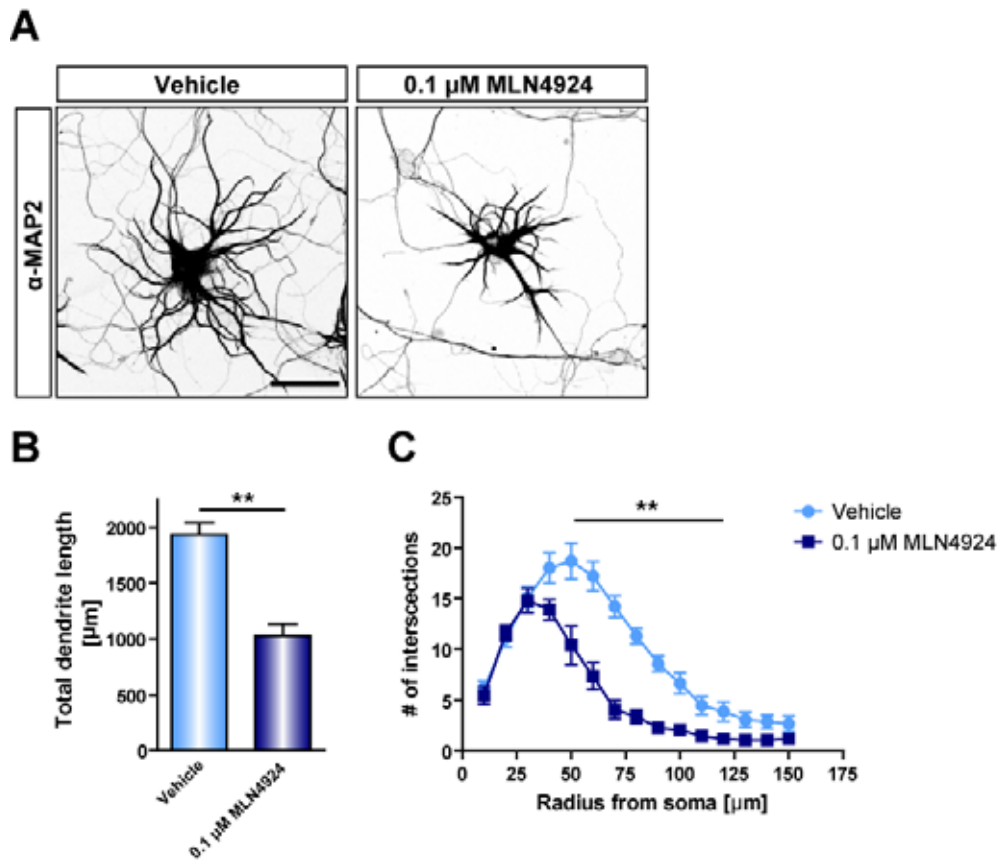 A
Vehicle
0.1 µM MLN4924
α-MAP2
B
Total dendrite length
[µm]
2000
1500
1000
500
0
**
Vehicle
0.1 µM MLN4924
C
# of interscections
25
20
15
10
5
0
**
Vehicle
0.1 µM MLN4924
0 25 50 75 100 125 150 175
Radius from soma [µm]